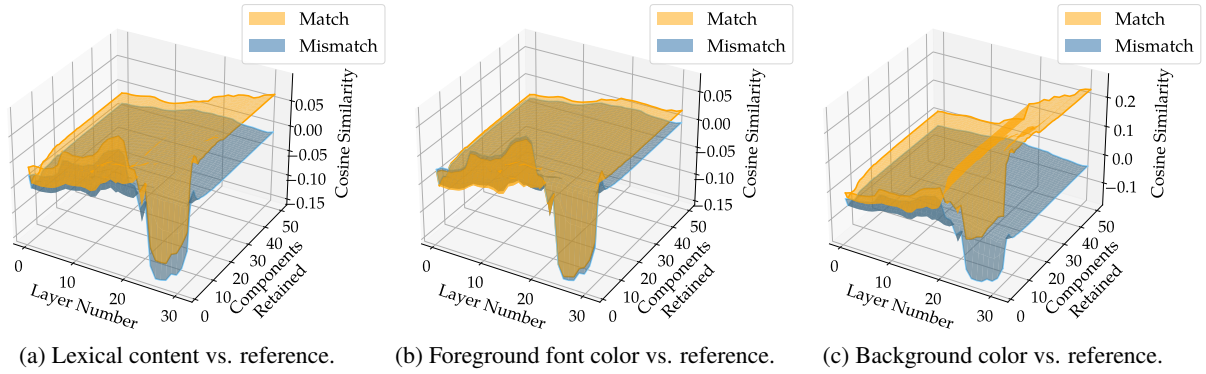 Match
Mismatch
0.05
0.00
−0.05
−0.10
−0.15
Cosine Similarity
0
10
20
30
Layer Number
0
10
20
30
40
50
Components
Retained
(a) Lexical content vs. reference.
Match
Mismatch
0.05
0.00
−0.05
−0.10
−0.15
Cosine Similarity
0
10
20
30
Layer Number
0
10
20
30
40
50
Components
Retained
(b) Foreground font color vs. reference.
Match
Mismatch
0.2
0.1
0.0
−0.1
Cosine Similarity
0
10
20
30
Layer Number
0
10
20
30
40
50
Components
Retained
(c) Background color vs. reference.